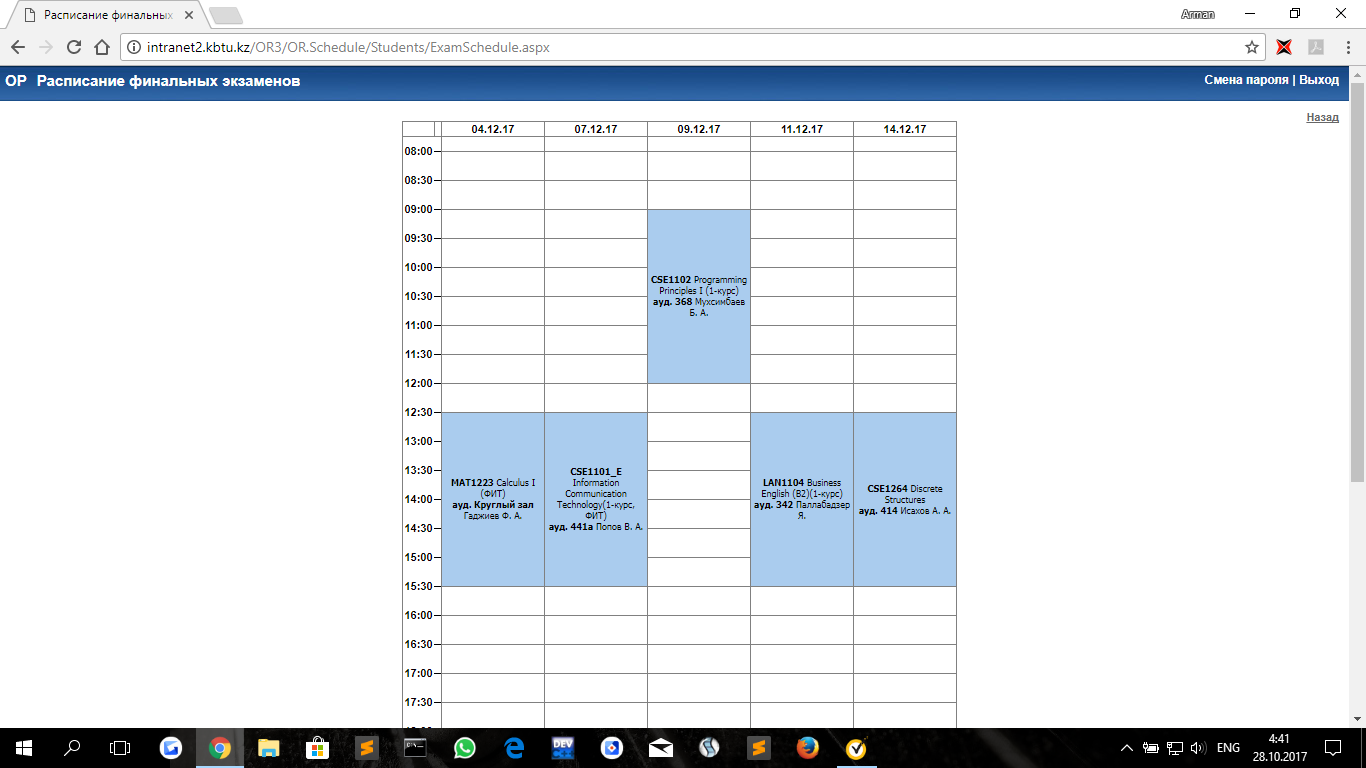 Расписание финальных
Arman
intranet2.kbtu.kz/OR3/OR.Schedule/Students/ExamSchedule.aspx
ОР Расписание финальных экзаменов
Смена пароля | Выход
Назад
04.12.17 07.12.17 09.12.17 11.12.17 14.12.17
08:00
08:30
09:00
09:30
10:00
10:30
11:00
11:30
12:00
CSE1102 Programming
Principles I (1-курс)
ауд. 368 Мухсимбаев
Б. А.
12:30
13:00
13:30
14:00
14:30
15:00
15:30
MAT1223 Calculus I
(ФИТ)
ауд. Круглый зал
Гаджиев Ф. А.
CSE1101_E
Information
Communication
Technology(1-курс,
ФИТ)
ауд. 441а Попов В. А.
LAN1104 Business
English (B2)(1-курс)
ауд. 342 Паллабадзер
Я.
CSE1264 Discrete
Structures
ауд. 414 Исахов А. А.
16:00
16:30
17:00
17:30
DEV
ENG
4:41
28.10.2017